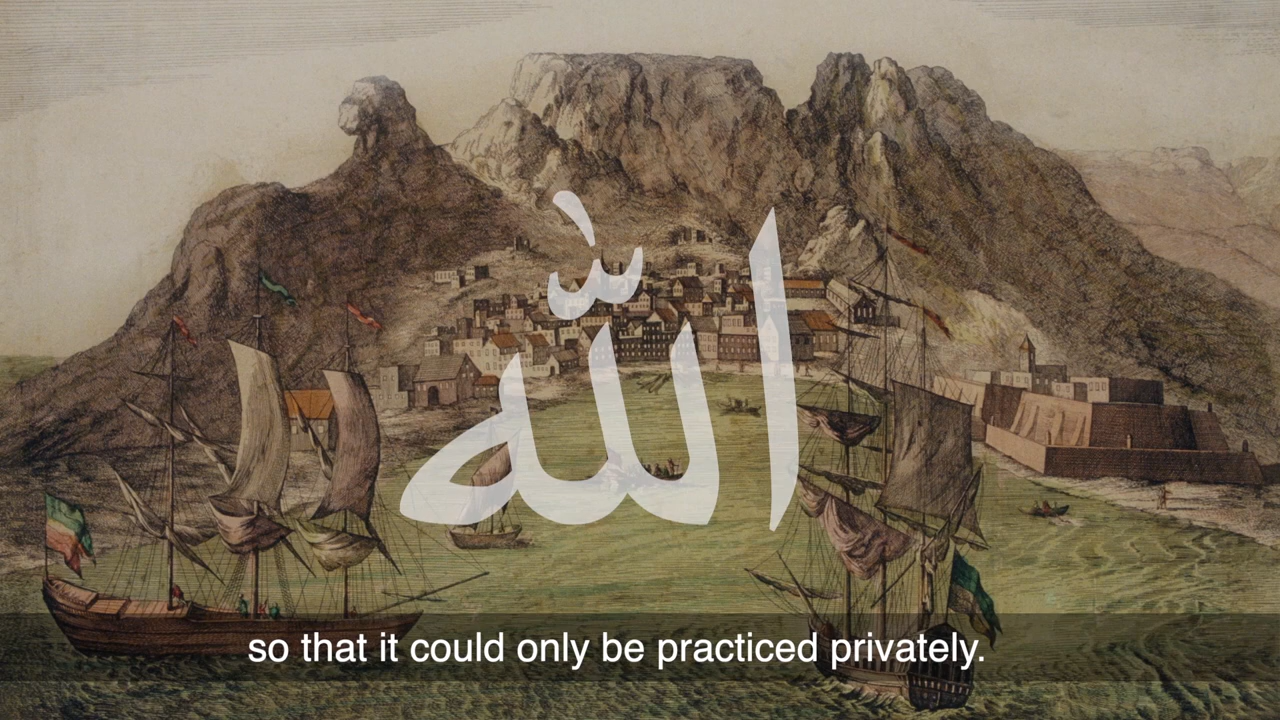 الله
so that it could only be practiced privately.